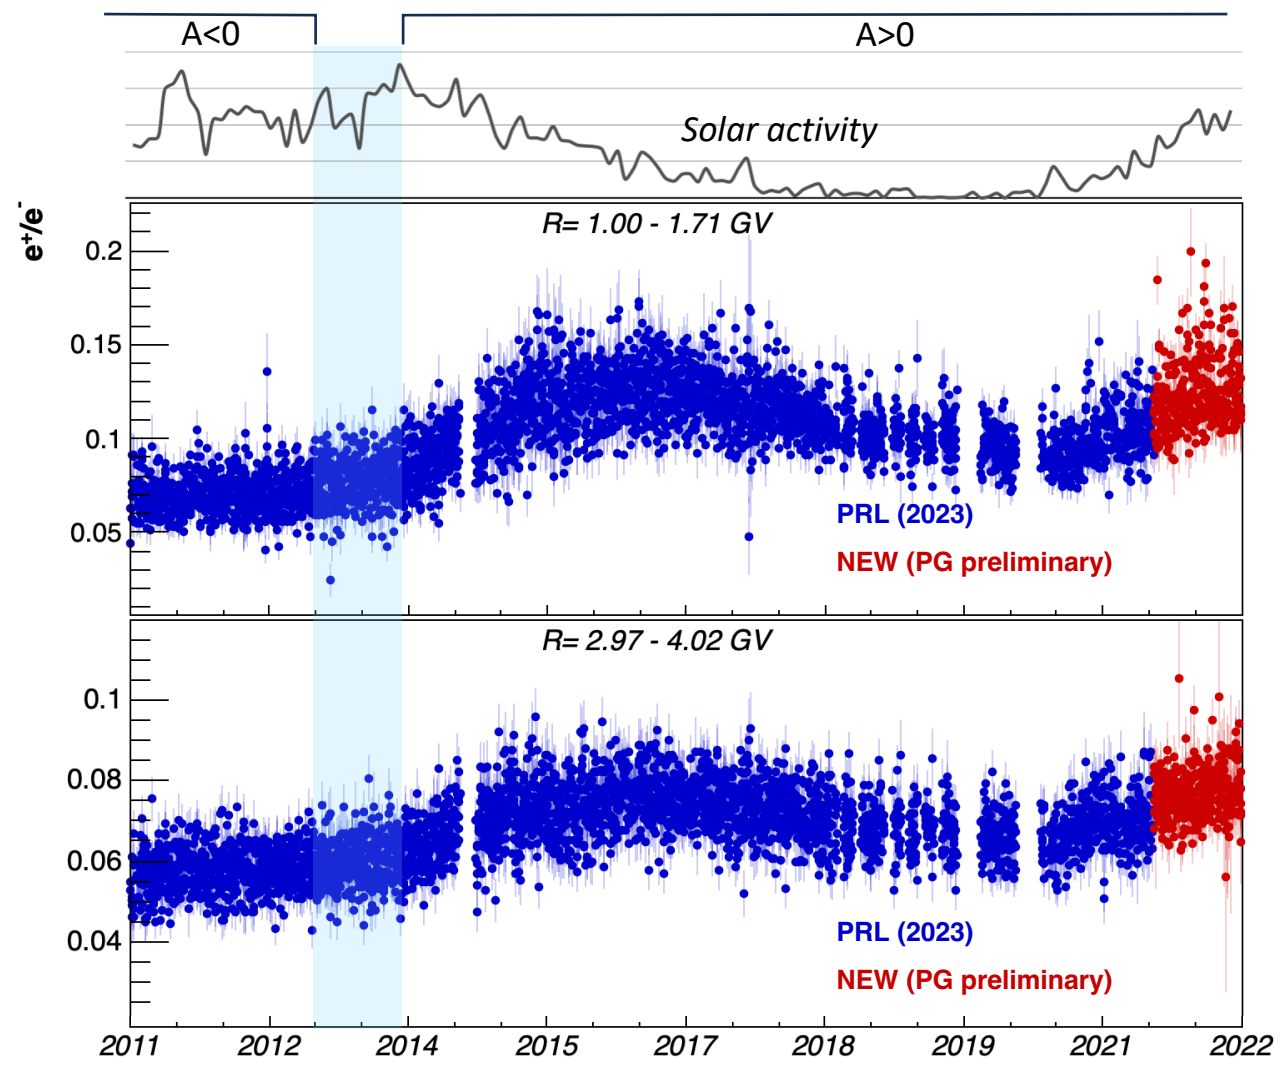 A<0
A>0
Solar activity
e⁺/e⁻
R= 1.00 - 1.71 GV
0.2
0.15
0.1
0.05
PRL (2023)
NEW (PG preliminary)
R= 2.97 - 4.02 GV
0.1
0.08
0.06
0.04
PRL (2023)
NEW (PG preliminary)
2011 2012 2014 2015 2017 2018 2019 2021 2022